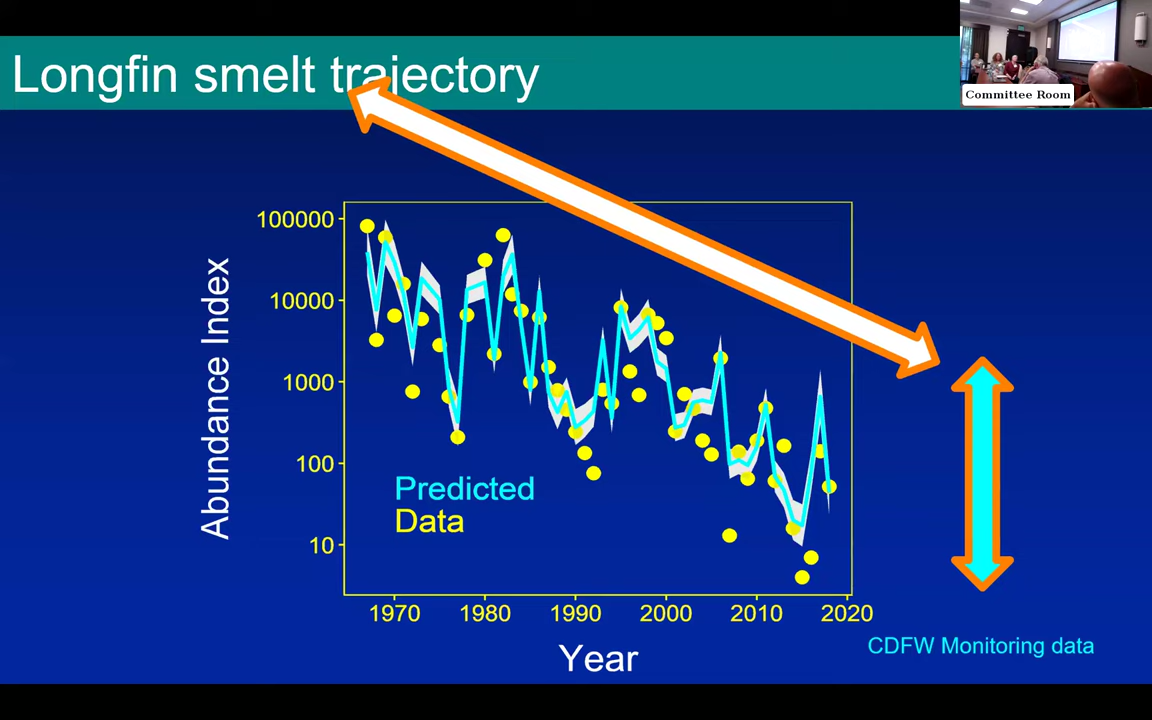 Longfin smelt trajectory
Committee Room
100000
10000
1000
100
10
Abundance Index
Predicted
Data
1970 1980 1990 2000 2010 2020
Year
CDFW Monitoring data